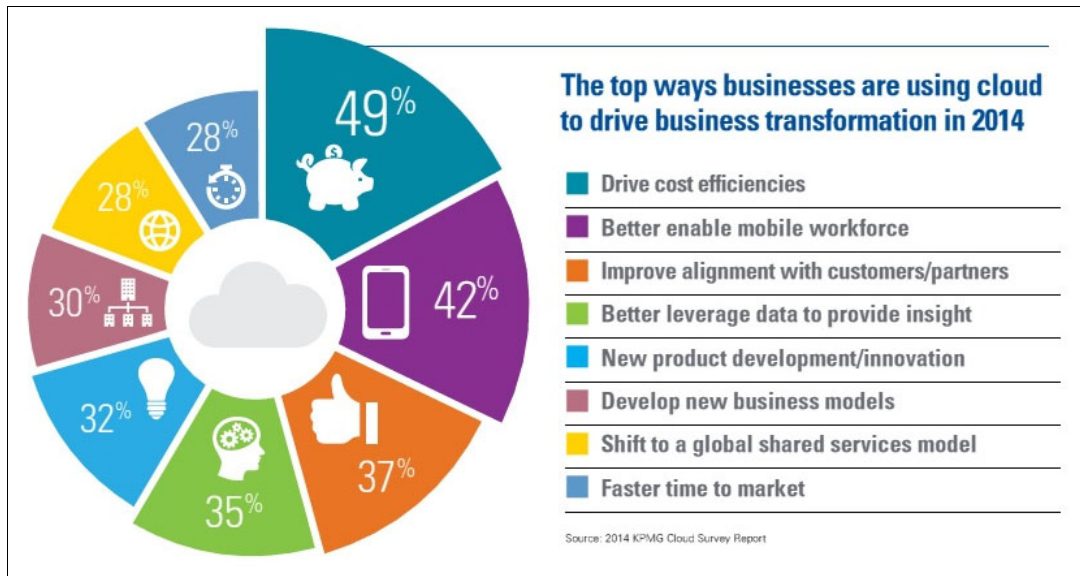 49%
42%
37%
35%
32%
30%
28%
28%
The top ways businesses are using cloud
to drive business transformation in 2014
Drive cost efficiencies
Better enable mobile workforce
Improve alignment with customers/partners
Better leverage data to provide insight
New product development/innovation
Develop new business models
Shift to a global shared services model
Faster time to market
Source: 2014 KPMG Cloud Survey Report